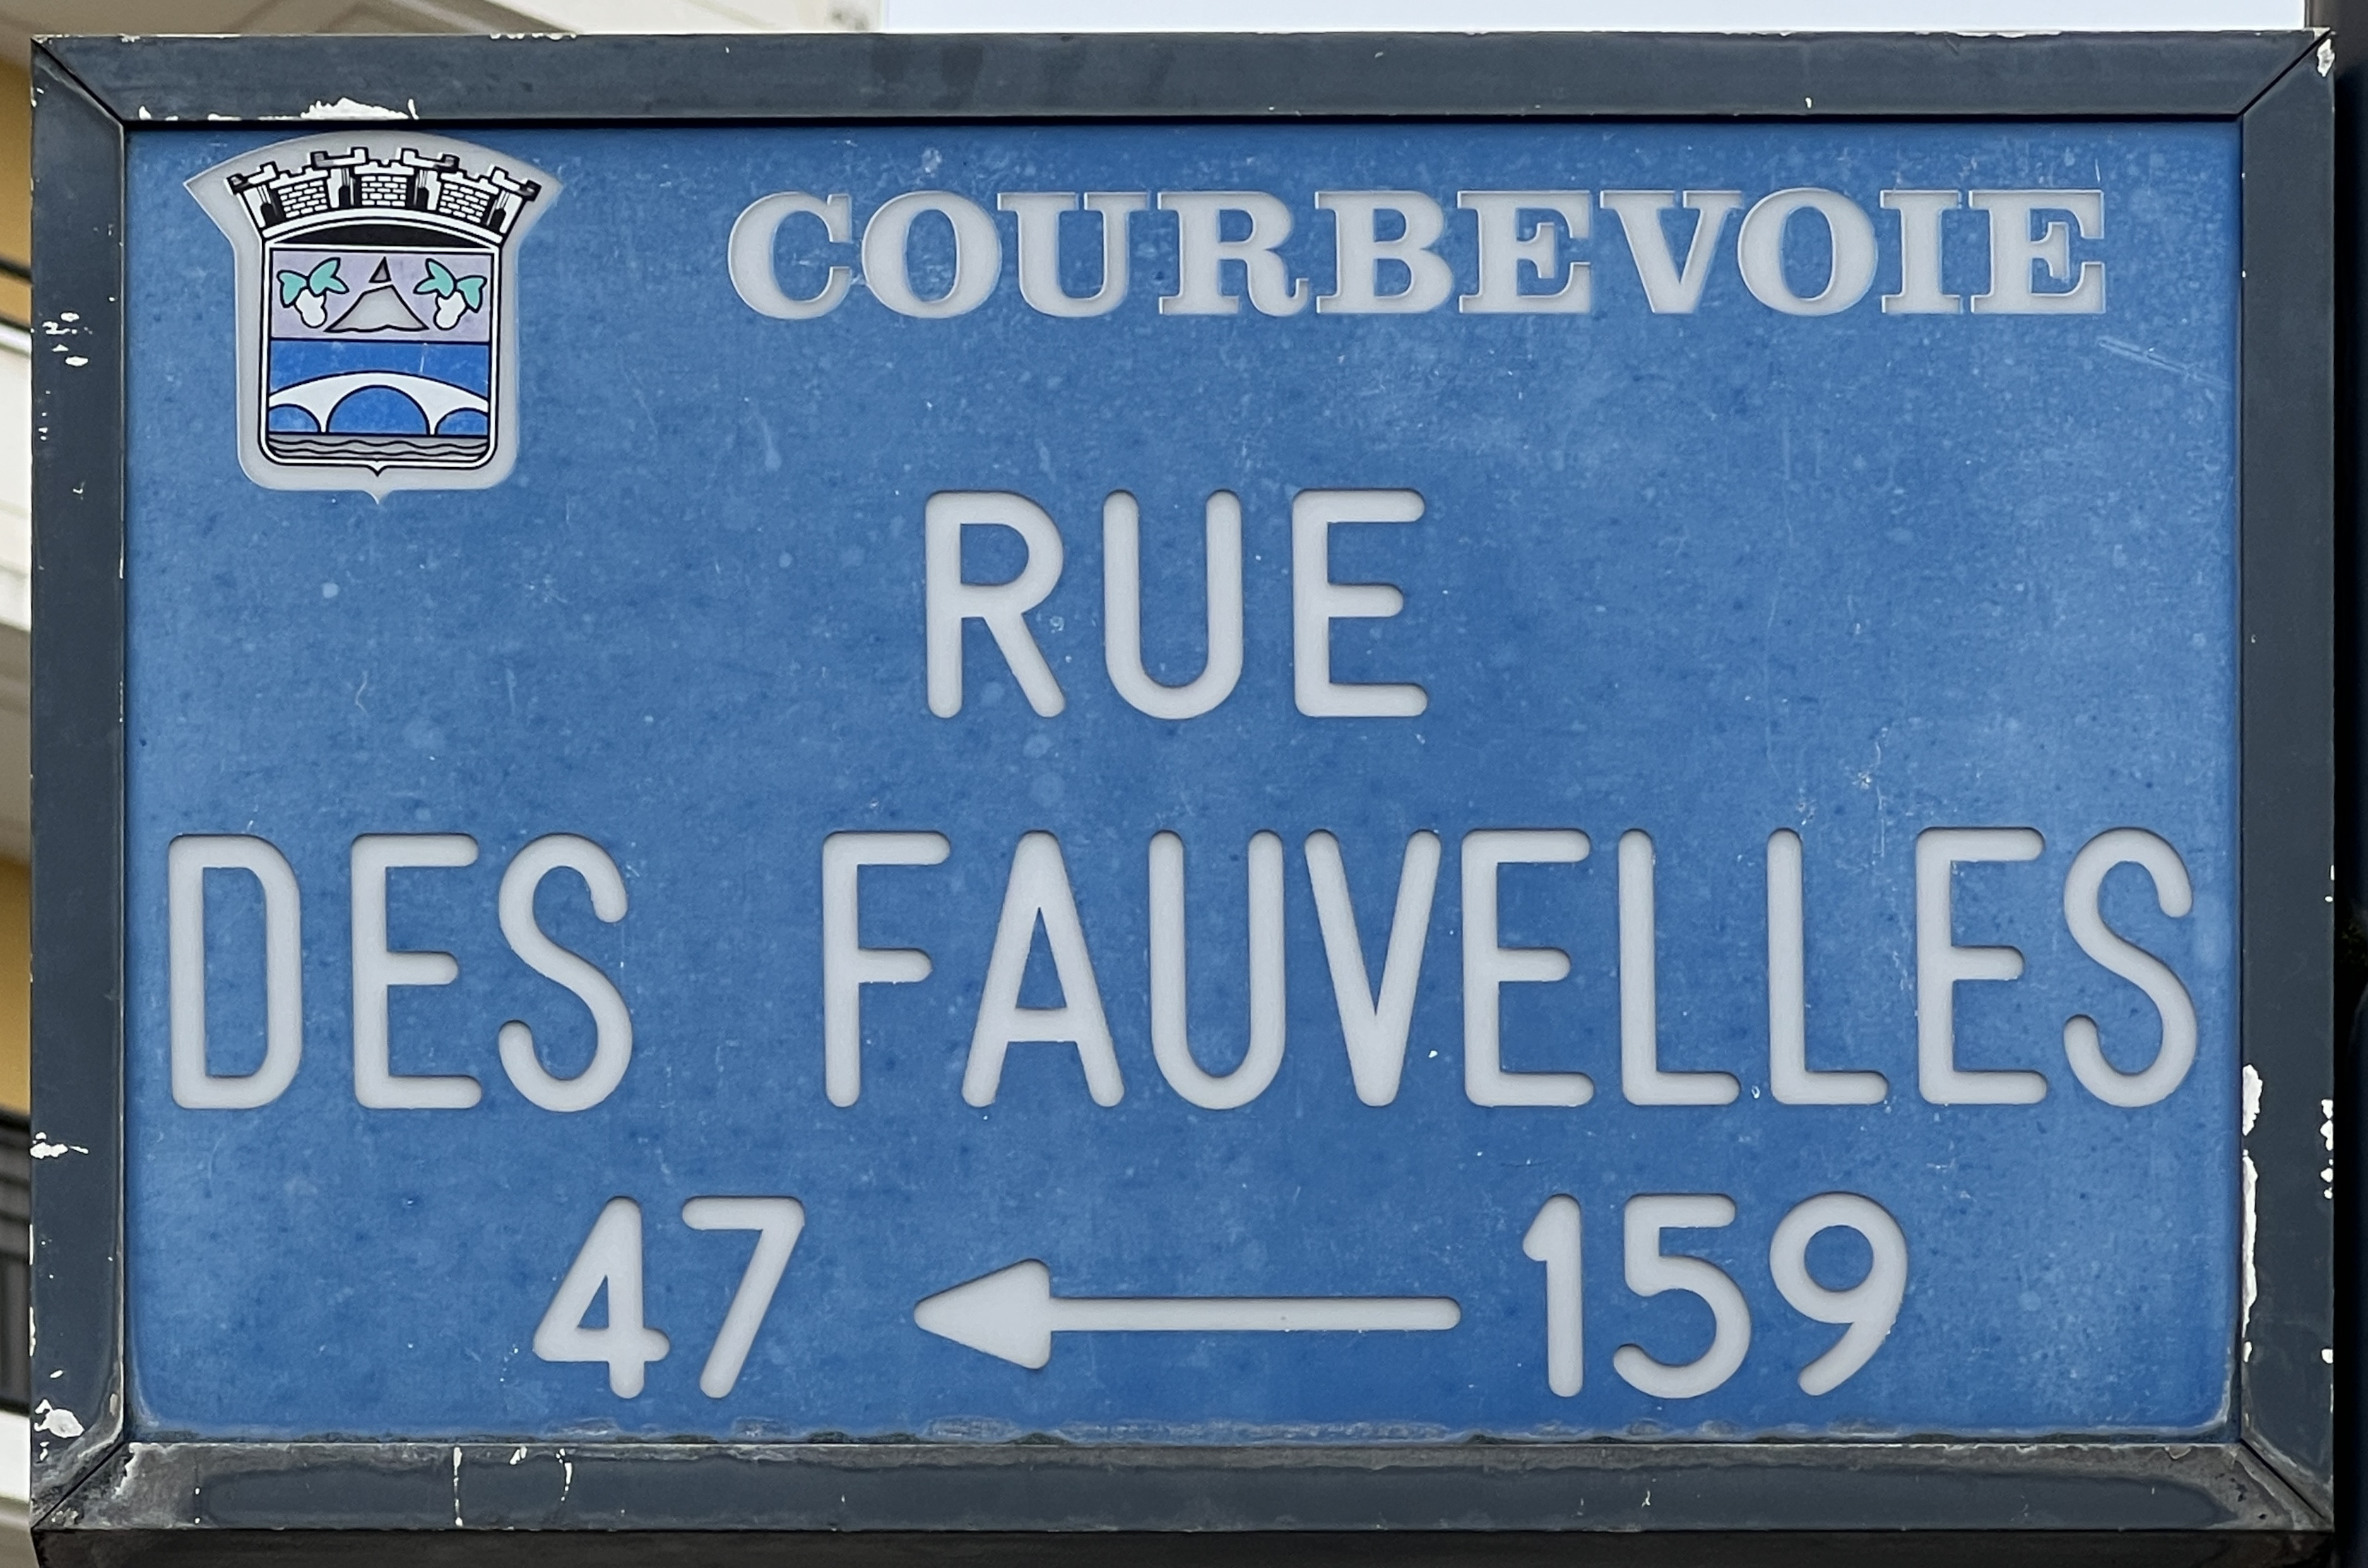 COURBEVOIE
RUE
DES FAUVELLES
47 ← 159